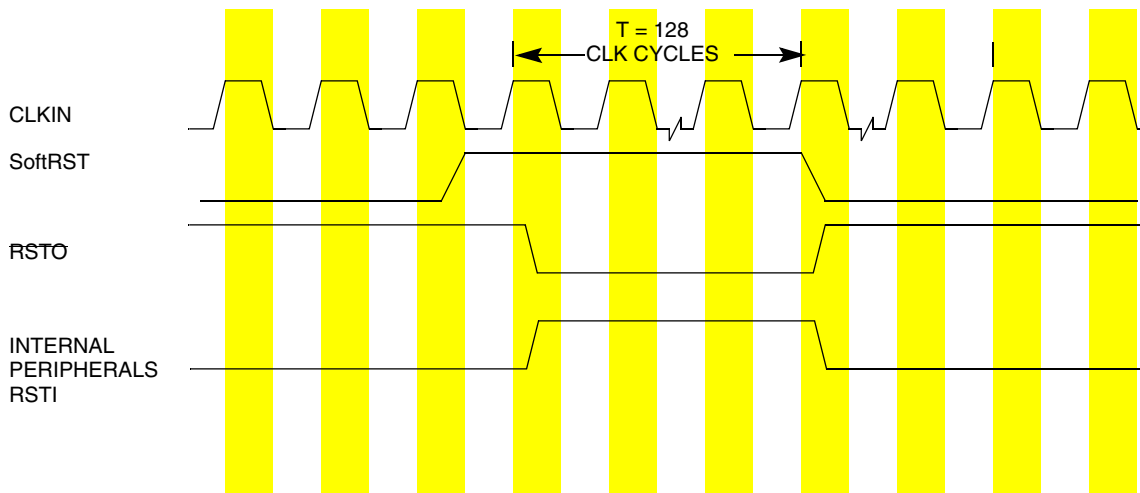 T = 128
CLK CYCLES
CLKIN
SoftRST
RSTO
INTERNAL
PERIPHERALS
RSTI